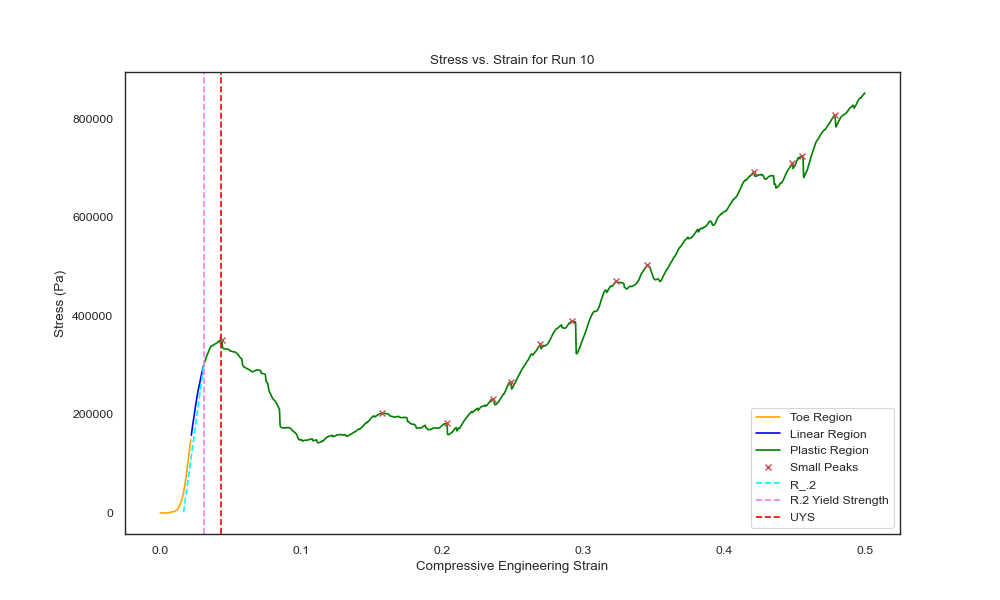 Stress vs. Strain for Run 10
Stress (Pa)
800000
600000
400000
200000
0
0.0
0.1
0.2
0.3
0.4
0.5
Compressive Engineering Strain
Toe Region
Linear Region
Plastic Region
Small Peaks
R_.2
R.2 Yield Strength
UYS